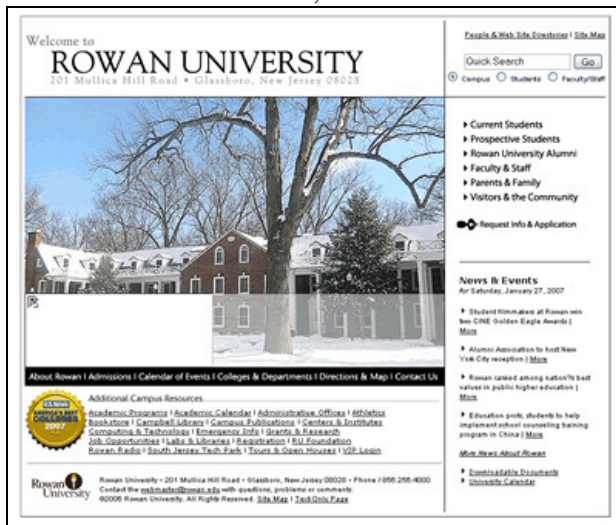 Welcome to
ROWAN UNIVERSITY
201 Mullica Hill Road • Glassboro, New Jersey 08028
People & Web Site Directories | Site Map
Quick Search Go
Campus Students Faculty/Staff
Current Students
Prospective Students
Rowan University Alumni
Faculty & Staff
Parents & Family
Visitors & the Community
Request Info & Application
News & Events
for Saturday, January 27, 2007
Student filmmakers at Rowan win
two CINE Golden Eagle Awards |
More
Alumni Association to host New
York City reception | More
Rowan ranked among nation?s best
values in public higher education |
More
Education profs, students to help
implement school counseling training
program in China | More
More News About Rowan
Downloadable Documents
University Calendar
About Rowan | Admissions | Calendar of Events | Colleges & Departments | Directions & Map | Contact Us
U.S.News
AMERICA'S BEST
COLLEGES
2007
Additional Campus Resources
Academic Programs | Academic Calendar | Administrative Offices | Athletics
Bookstore | Campbell Library | Campus Publications | Centers & Institutes
Computing & Technology | Emergency Info | Grants & Research
Job Opportunities | Labs & Libraries | Registration | RU Foundation
Rowan Radio | South Jersey Tech Park | Tours & Open Houses | VIP Login
Rowan
University
Rowan University • 201 Mullica Hill Road • Glassboro, New Jersey 08028 • Phone / 856.256.4000
Contact the webmaster@rowan.edu with questions, problems or comments.
©2006 Rowan University. All Rights Reserved. Site Map | Text-Only Page